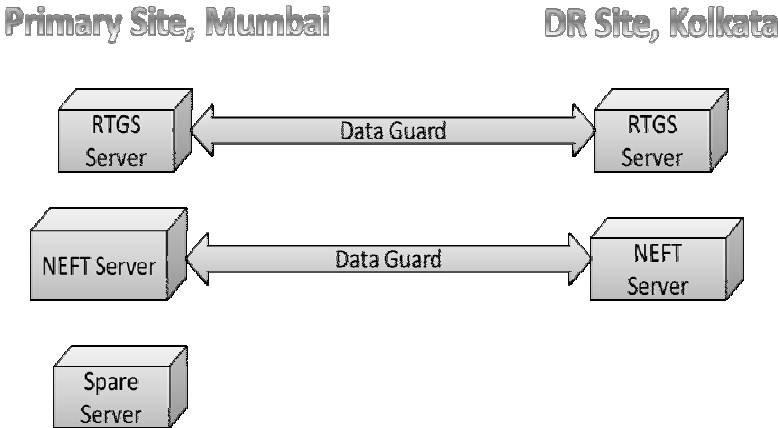 Primary Site, Mumbai
DR Site, Kolkata
RTGS
Server
Data Guard
RTGS
Server
NEFT Server
Data Guard
NEFT
Server
Spare
Server